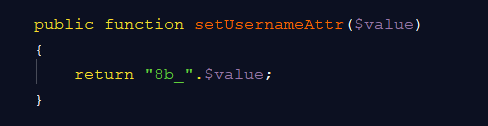 public function setUsernameAttr($value)
{
    return "8b_".$value;
}